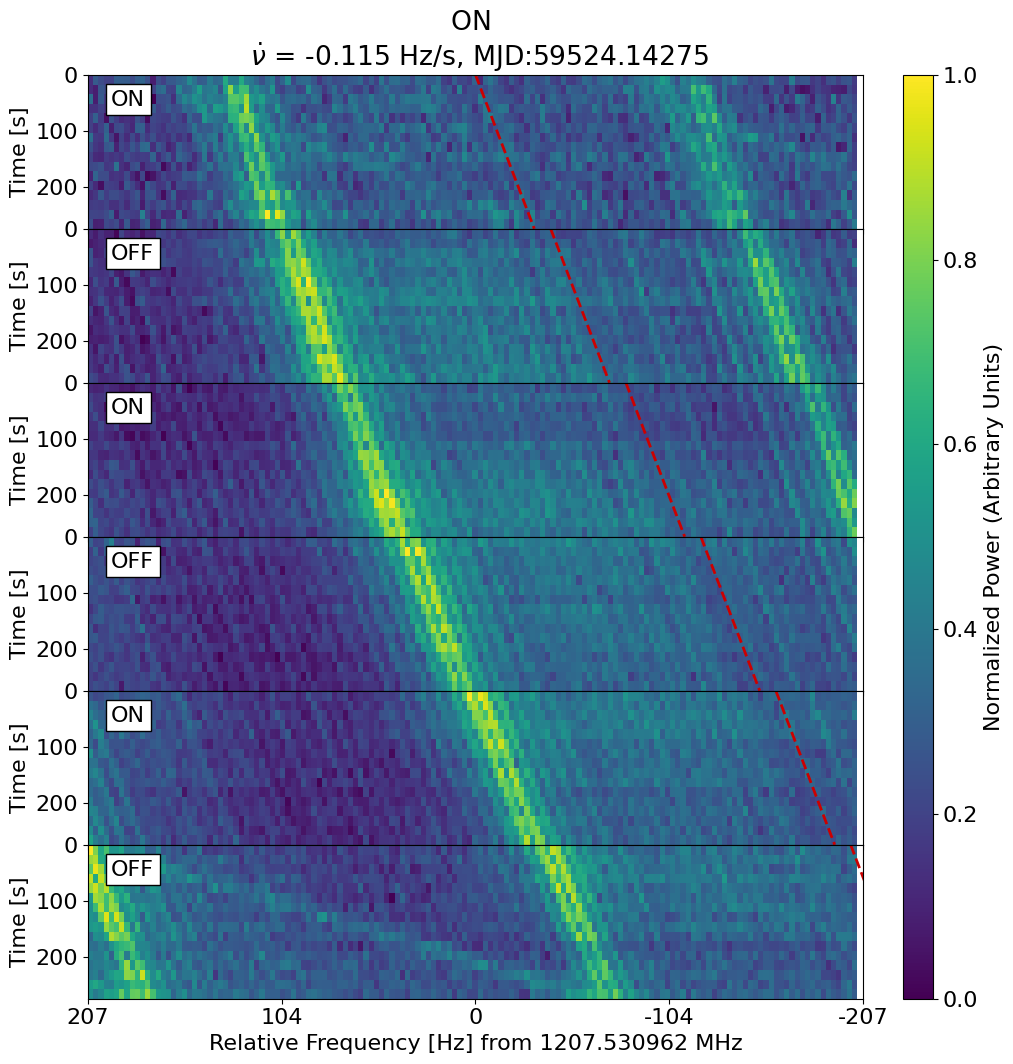 ON
ν̇ = -0.115 Hz/s, MJD:59524.14275
0
ON
100
Time [s]
200
0
OFF
100
Time [s]
200
0
ON
100
Time [s]
200
0
OFF
100
Time [s]
200
0
ON
100
Time [s]
200
0
OFF
100
Time [s]
200
207 104 0 -104 -207
Relative Frequency [Hz] from 1207.530962 MHz
1.0
0.8
0.6
0.4
0.2
0.0
Normalized Power (Arbitrary Units)